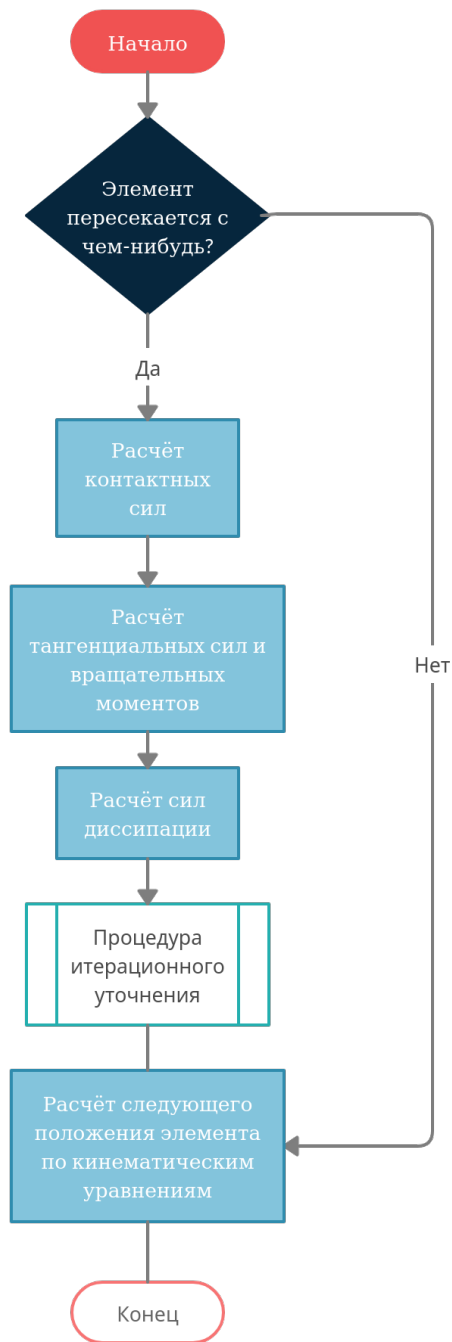 Начало
Элемент
пересекается с
чем-нибудь?
Да
Расчёт
контактных
сил
Расчёт
тангенциальных сил и
вращательных
моментов
Нет
Расчёт сил
диссипации
Процедура
итерационного
уточнения
Расчёт следующего
положения элемента
по кинематическим
уравнениям
Конец